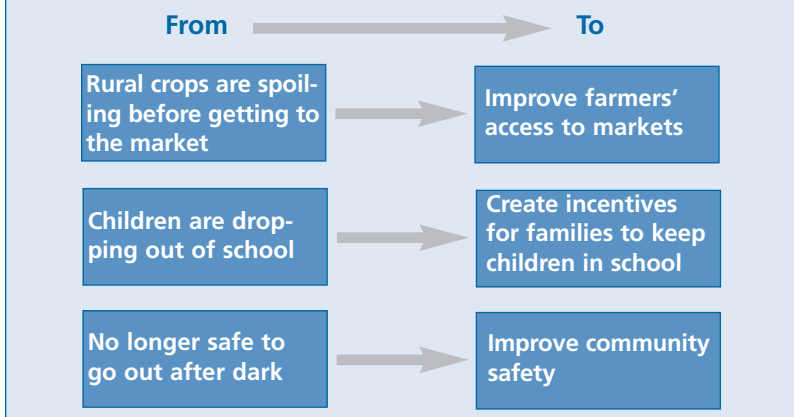 From To
Rural crops are spoil-
ing before getting to
the market
Improve farmers’
access to markets
Children are drop-
ping out of school
Create incentives
for families to keep
children in school
No longer safe to
go out after dark
Improve community
safety